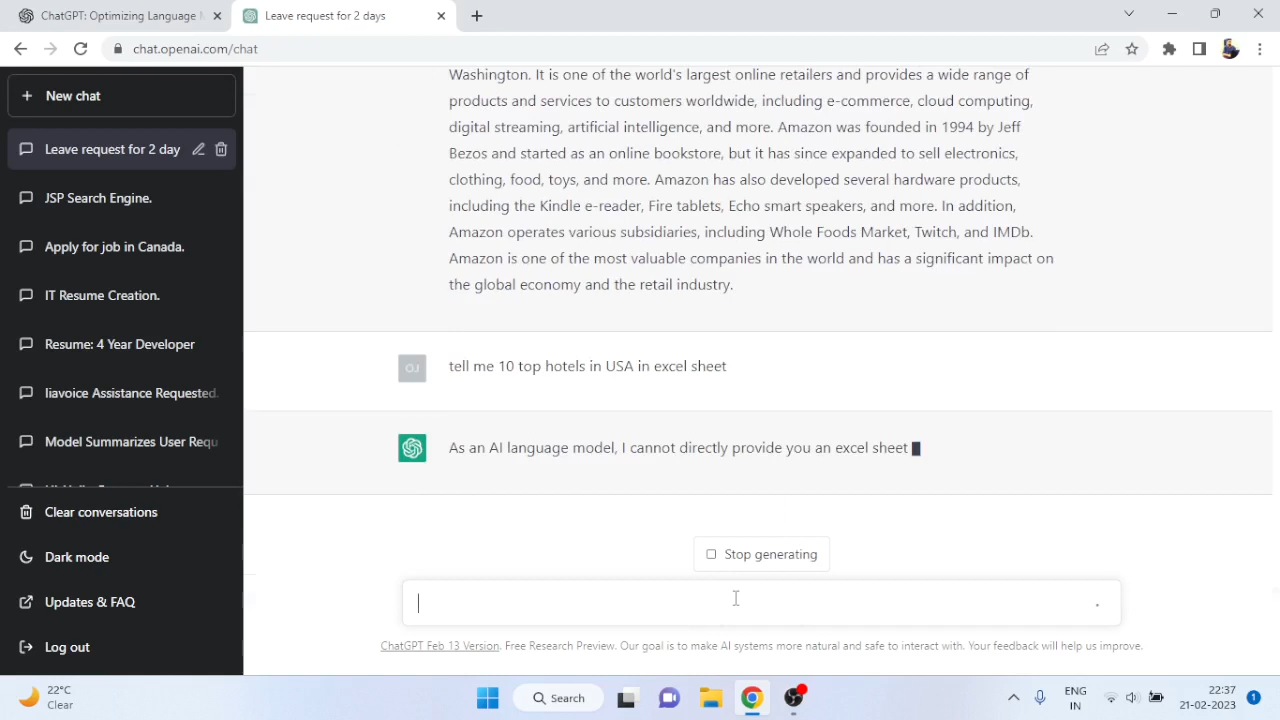 ChatGPT: Optimizing Language
Leave request for 2 days
chat.openai.com/chat
New chat
Leave request for 2 day
JSP Search Engine.
Apply for job in Canada.
IT Resume Creation.
Resume: 4 Year Developer
liavoice Assistance Requested.
Model Summarizes User Requ
Clear conversations
Dark mode
Updates & FAQ
Log out
Washington. It is one of the world's largest online retailers and provides a wide range of
products and services to customers worldwide, including e-commerce, cloud computing,
digital streaming, artificial intelligence, and more. Amazon was founded in 1994 by Jeff
Bezos and started as an online bookstore, but it has since expanded to sell electronics,
clothing, food, toys, and more. Amazon has also developed several hardware products,
including the Kindle e-reader, Fire tablets, Echo smart speakers, and more. In addition,
Amazon operates various subsidiaries, including Whole Foods Market, Twitch, and IMDb.
Amazon is one of the most valuable companies in the world and has a significant impact on
the global economy and the retail industry.
OJ
tell me 10 top hotels in USA in excel sheet
As an AI language model, I cannot directly provide you an excel sheet
Stop generating
ChatGPT Feb 13 Version. Free Research Preview. Our goal is to make AI systems more natural and safe to interact with. Your feedback will help us improve.
22°C
Clear
Search
ENG
IN
22:37
21-02-2023
1